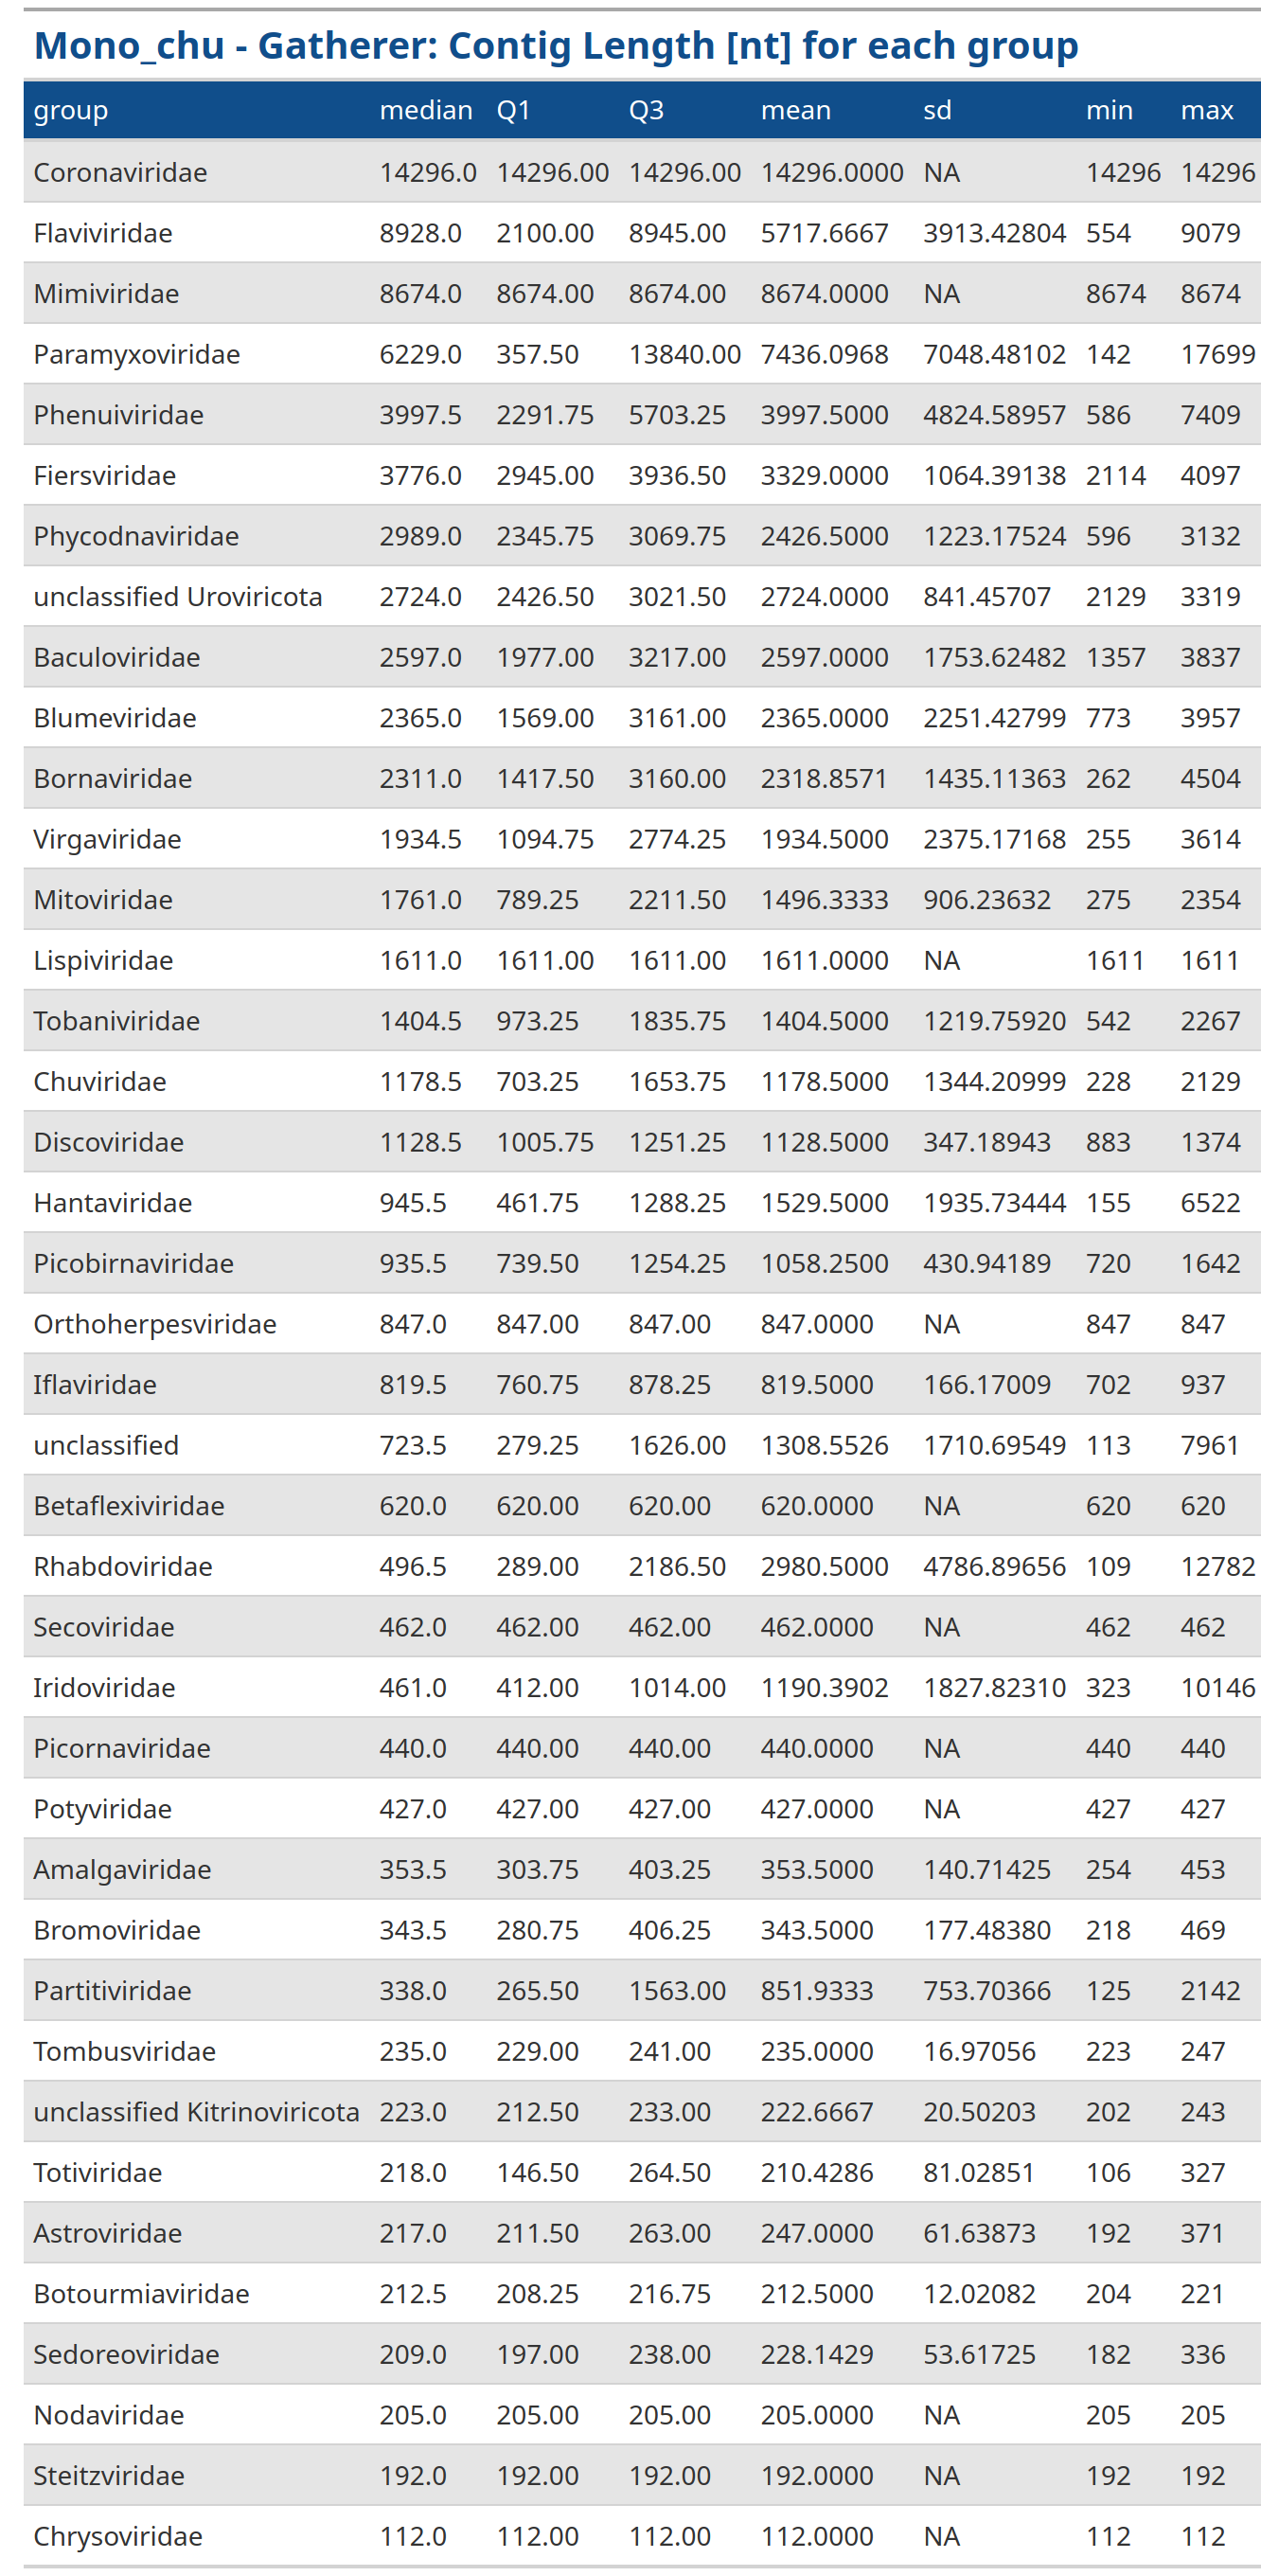 Mono_chu - Gatherer: Contig Length [nt] for each group
group median Q1 Q3 mean sd min max
Coronaviridae 14296.0 14296.00 14296.00 14296.0000 NA 14296 14296
Flaviviridae 8928.0 2100.00 8945.00 5717.6667 3913.42804 554 9079
Mimiviridae 8674.0 8674.00 8674.00 8674.0000 NA 8674 8674
Paramyxoviridae 6229.0 357.50 13840.00 7436.0968 7048.48102 142 17699
Phenuiviridae 3997.5 2291.75 5703.25 3997.5000 4824.58957 586 7409
Fiersviridae 3776.0 2945.00 3936.50 3329.0000 1064.39138 2114 4097
Phycodnaviridae 2989.0 2345.75 3069.75 2426.5000 1223.17524 596 3132
unclassified Uroviricota 2724.0 2426.50 3021.50 2724.0000 841.45707 2129 3319
Baculoviridae 2597.0 1977.00 3217.00 2597.0000 1753.62482 1357 3837
Blumeviridae 2365.0 1569.00 3161.00 2365.0000 2251.42799 773 3957
Bornaviridae 2311.0 1417.50 3160.00 2318.8571 1435.11363 262 4504
Virgaviridae 1934.5 1094.75 2774.25 1934.5000 2375.17168 255 3614
Mitoviridae 1761.0 789.25 2211.50 1496.3333 906.23632 275 2354
Lispiviridae 1611.0 1611.00 1611.00 1611.0000 NA 1611 1611
Tobaniviridae 1404.5 973.25 1835.75 1404.5000 1219.75920 542 2267
Chuviridae 1178.5 703.25 1653.75 1178.5000 1344.20999 228 2129
Discoviridae 1128.5 1005.75 1251.25 1128.5000 347.18943 883 1374
Hantaviridae 945.5 461.75 1288.25 1529.5000 1935.73444 155 6522
Picobirnaviridae 935.5 739.50 1254.25 1058.2500 430.94189 720 1642
Orthoherpesviridae 847.0 847.00 847.00 847.0000 NA 847 847
Iflaviridae 819.5 760.75 878.25 819.5000 166.17009 702 937
unclassified 723.5 279.25 1626.00 1308.5526 1710.69549 113 7961
Betaflexiviridae 620.0 620.00 620.00 620.0000 NA 620 620
Rhabdoviridae 496.5 289.00 2186.50 2980.5000 4786.89656 109 12782
Secoviridae 462.0 462.00 462.00 462.0000 NA 462 462
Iridoviridae 461.0 412.00 1014.00 1190.3902 1827.82310 323 10146
Picornaviridae 440.0 440.00 440.00 440.0000 NA 440 440
Potyviridae 427.0 427.00 427.00 427.0000 NA 427 427
Amalgaviridae 353.5 303.75 403.25 353.5000 140.71425 254 453
Bromoviridae 343.5 280.75 406.25 343.5000 177.48380 218 469
Partitiviridae 338.0 265.50 1563.00 851.9333 753.70366 125 2142
Tombusviridae 235.0 229.00 241.00 235.0000 16.97056 223 247
unclassified Kitrinoviricota 223.0 212.50 233.00 222.6667 20.50203 202 243
Totiviridae 218.0 146.50 264.50 210.4286 81.02851 106 327
Astroviridae 217.0 211.50 263.00 247.0000 61.63873 192 371
Botourmiaviridae 212.5 208.25 216.75 212.5000 12.02082 204 221
Sedoreoviridae 209.0 197.00 238.00 228.1429 53.61725 182 336
Nodaviridae 205.0 205.00 205.00 205.0000 NA 205 205
Steitzviridae 192.0 192.00 192.00 192.0000 NA 192 192
Chrysoviridae 112.0 112.00 112.00 112.0000 NA 112 112